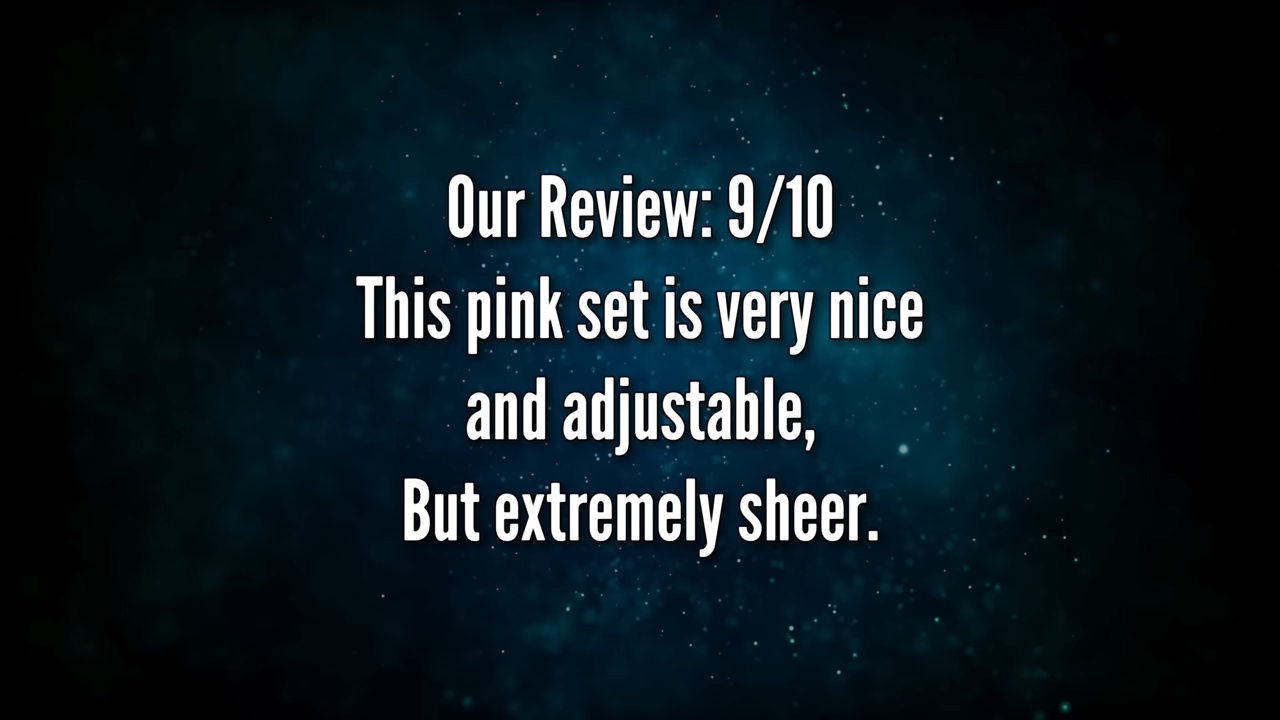 Our Review: 9/10
This pink set is very nice
and adjustable,
But extremely sheer.